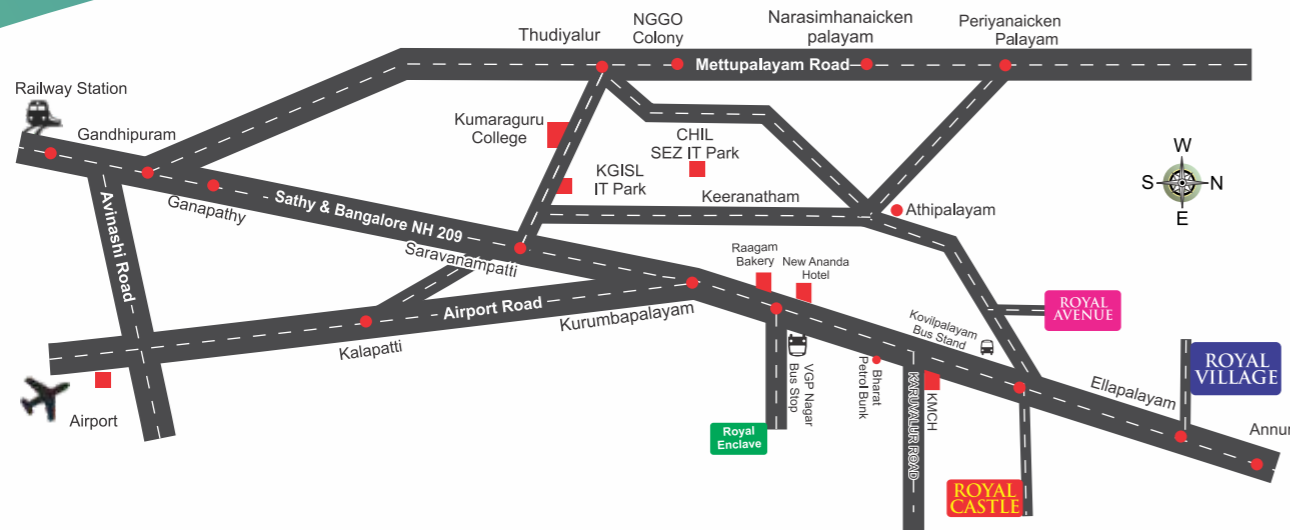 Thudiyalur
NGGO
Colony
Narasimhanaicken
palayam
Periyanaicken
Palayam
Mettupalayam Road
Railway Station
Gandhipuram
Kumaraguru
College
CHIL
SEZ IT Park
KGISL
IT Park
W
S
N
E
Avinashi Road
Ganapathy
Sathy & Bangalore NH 209
Saravanampatti
Keeranatham
Athipalayam
Raagam
Bakery
New Ananda
Hotel
Airport Road
Kurumbapalayam
Kalapatti
Kovilpalayam
Bus Stand
ROYAL
AVENUE
Airport
VGP Nagar
Bus Stop
Bharat
Petrol Bunk
KARUVALUR ROAD
KMCH
Ellapalayam
ROYAL
VILLAGE
Royal
Enclave
Annur
ROYAL
CASTLE